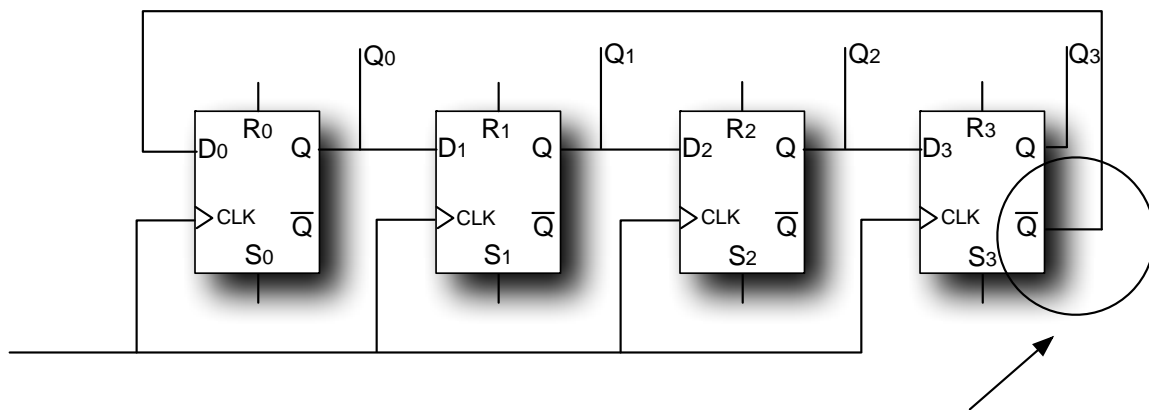 Q0 Q1 Q2 Q3
R0 R1 R2 R3
D0 Q D1 Q D2 Q D3 Q
CLK Q̅ CLK Q̅ CLK Q̅ CLK Q̅
S0 S1 S2 S3